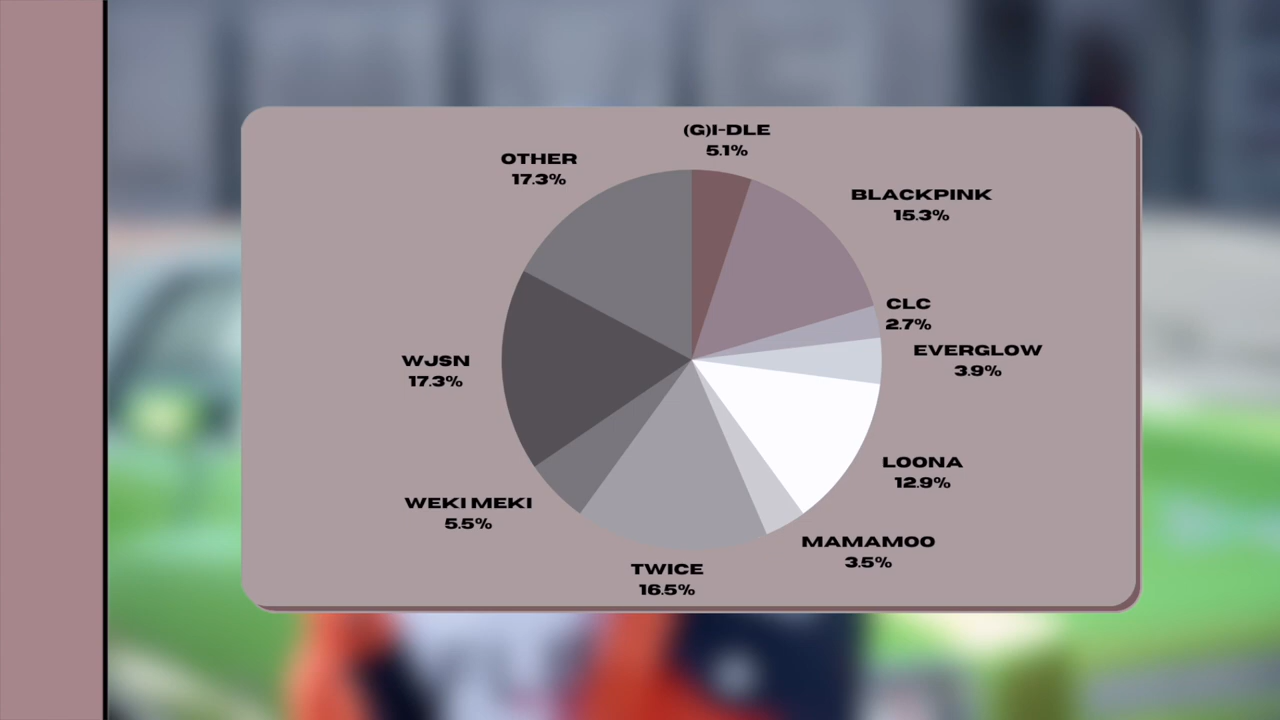 (G)I-DLE
5.1%
OTHER
17.3%
BLACKPINK
15.3%
CLC
2.7%
EVERGLOW
3.9%
WJSN
17.3%
LOONA
12.9%
WEKI MEKI
5.5%
MAMAMOO
3.5%
TWICE
16.5%